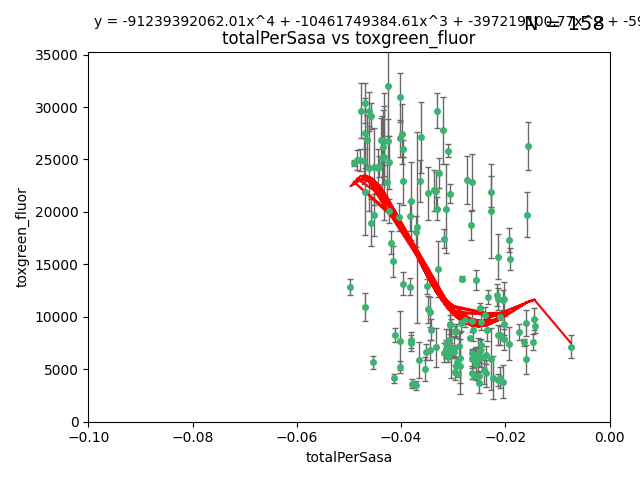 y = -91239392062.01x^4 + -10461749384.61x^3 +
N = 158
totalPerSasa vs toxgreen_fluor
35000
30000
25000
20000
15000
10000
5000
0
toxgreen_fluor
−0.10 −0.08 −0.06 −0.04 −0.02 0.00
totalPerSasa